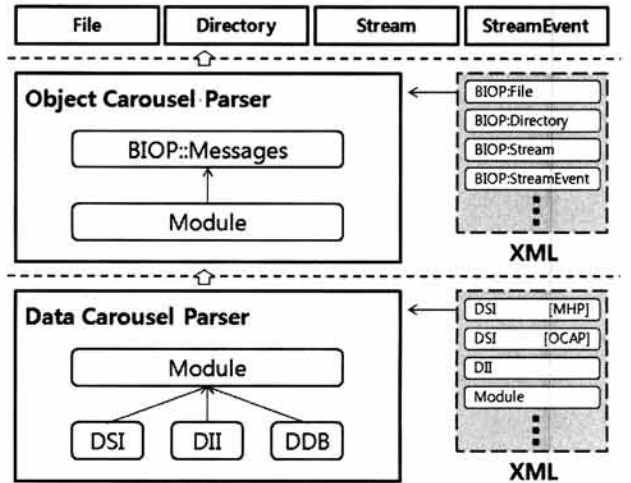 File Directory Stream StreamEvent
Object Carousel Parser
BIOP::Messages
Module
BIOP:File
BIOP:Directory
BIOP:Stream
BIOP:StreamEvent
XML
Data Carousel Parser
Module
DSI DII DDB
DSI [MHP]
DSI [OCAP]
DII
Module
XML